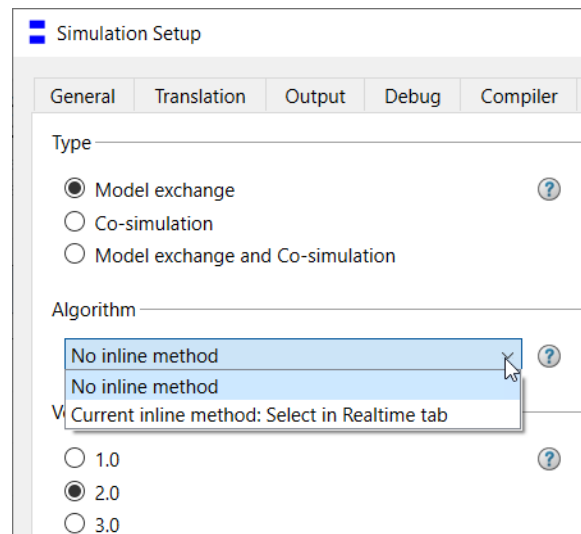 Simulation Setup
General Translation Output Debug Compiler
Type
Model exchange ?
Co-simulation
Model exchange and Co-simulation
Algorithm
No inline method ?
No inline method
Current inline method: Select in Realtime tab
1.0 ?
2.0
3.0